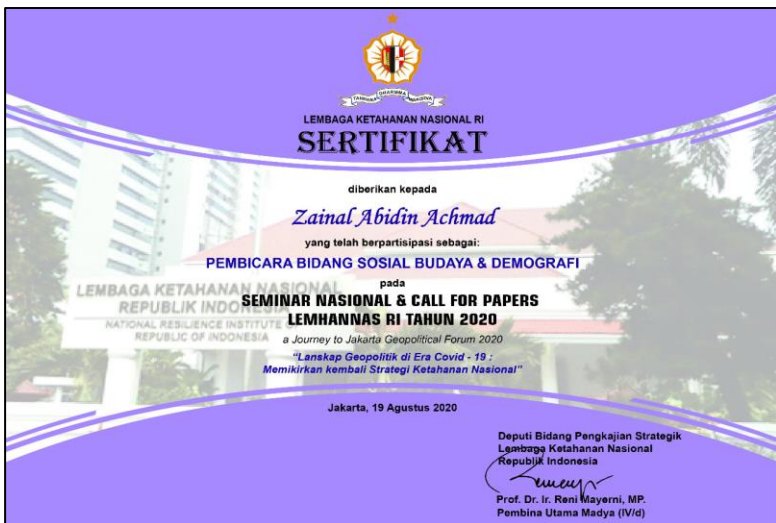 TANHANA DHARMMA MANGRVA
LEMBAGA KETAHANAN NASIONAL RI
SERTIFIKAT
diberikan kepada
Zainal Abidin Achmad
yang telah berpartisipasi sebagai:
PEMBICARA BIDANG SOSIAL BUDAYA & DEMOGRAFI
pada
SEMINAR NASIONAL & CALL FOR PAPERS
LEMHANNAS RI TAHUN 2020
a Journey to Jakarta Geopolitical Forum 2020
"Lanskap Geopolitik di Era Covid - 19 :
Memikirkan kembali Strategi Ketahanan Nasional"
LEMBAGA KETAHANAN NASIONAL
REPUBLIK INDONESIA
NATIONAL RESILIENCE INSTITUTE OF
REPUBLIC OF INDONESIA
Jakarta, 19 Agustus 2020
Deputi Bidang Pengkajian Strategik
Lembaga Ketahanan Nasional
Republik Indonesia
Prof. Dr. Ir. Reni Mayerni, MP.
Pembina Utama Madya (IV/d)